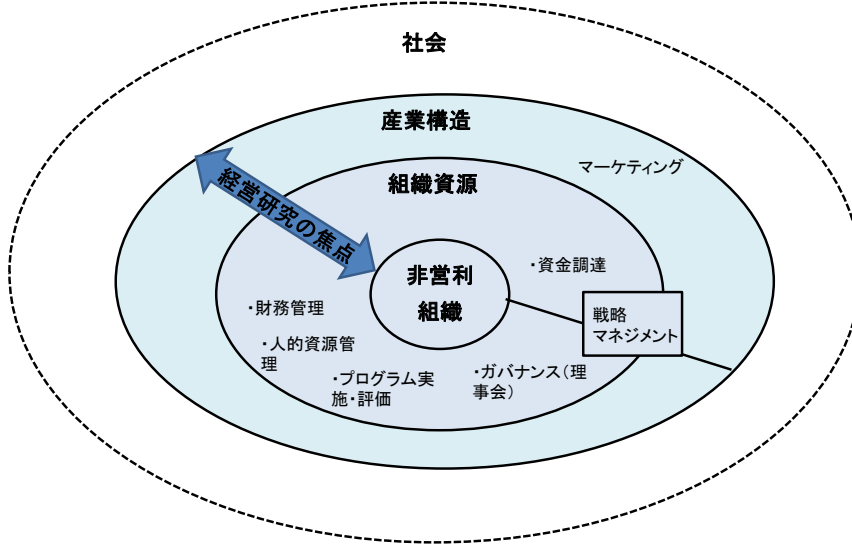 社会
産業構造
マーケティング
組織資源
経営研究の焦点
・資金調達
非営利
組織
・財務管理
戦略
マネジメント
・人的資源管
理
・プログラム実
施・評価
・ガバナンス（理
事会）